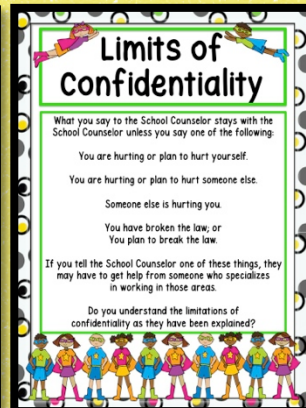 Limits of
Confidentiality
What you say to the School Counselor stays with the
School Counselor unless you say one of the following:
You are hurting or plan to hurt yourself.
You are hurting or plan to hurt someone else.
Someone else is hurting you.
You have broken the law; or
You plan to break the law.
If you tell the School Counselor one of these things, they
may have to get help from someone who specializes
in working in those areas.
Do you understand the limitations of
confidentiality as they have been explained?